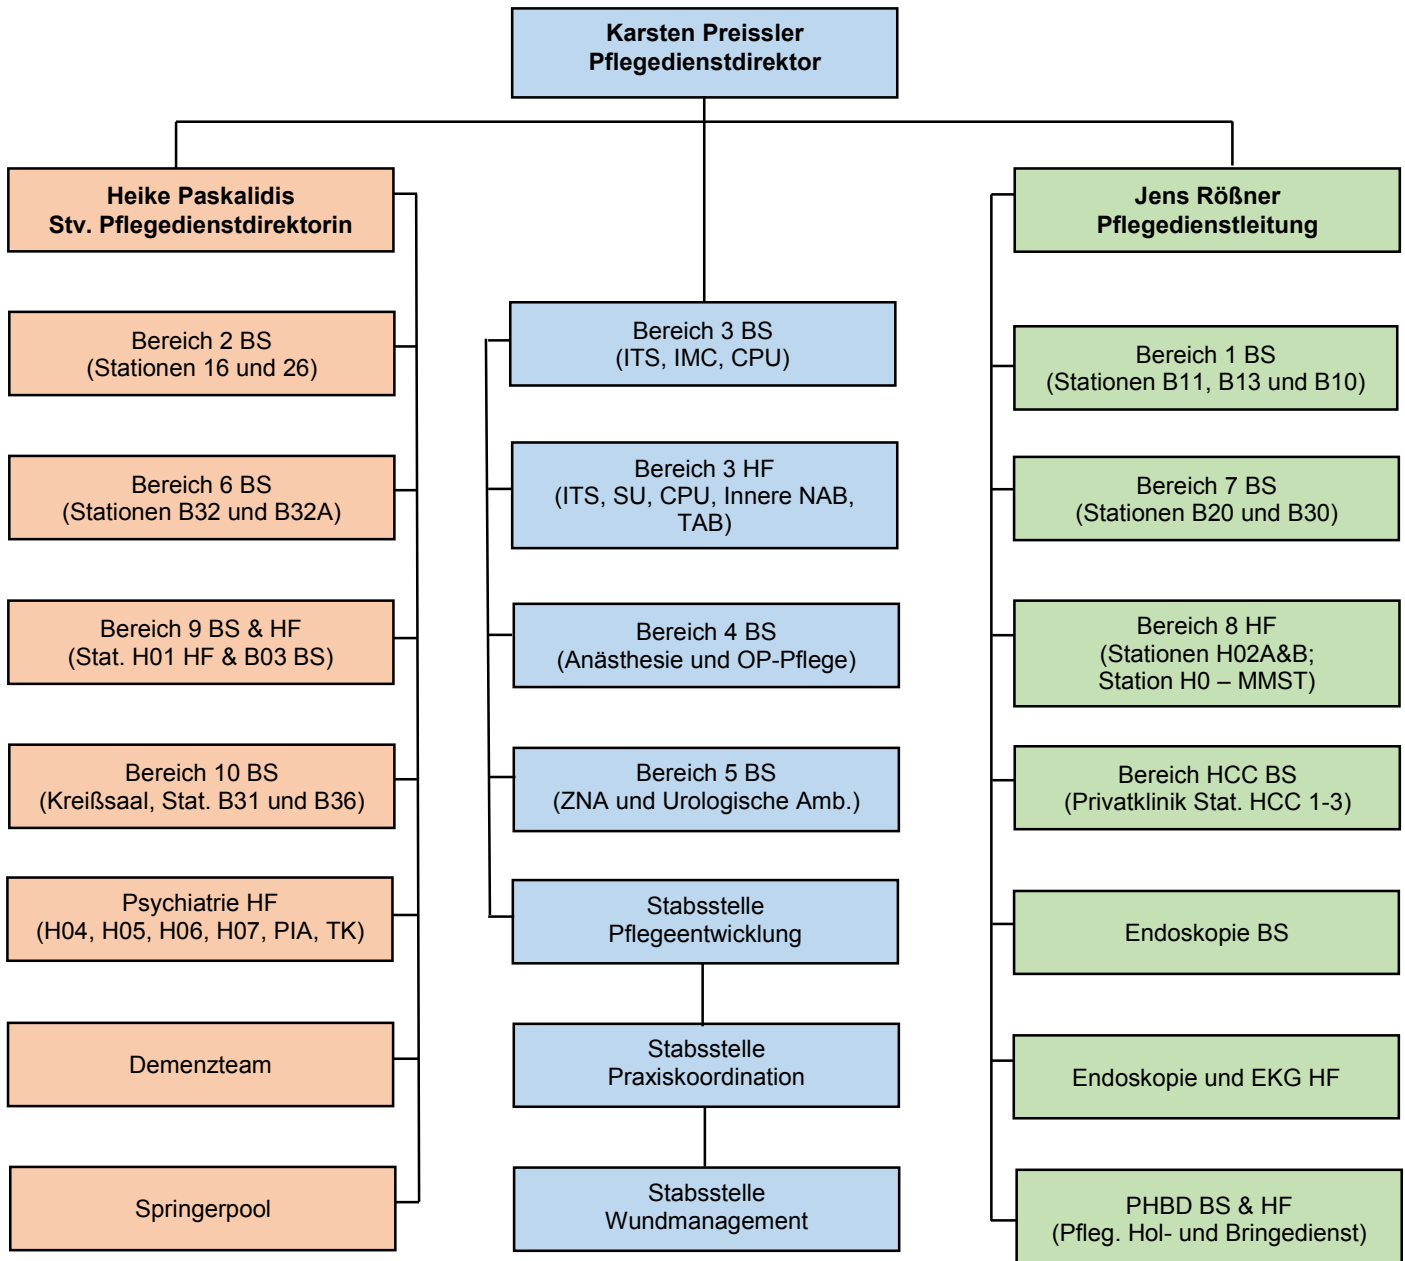 Karsten Preissler
Pflegedienstdirektor
Heike Paskalidis
Stv. Pflegedienstdirektorin
Bereich 2 BS
(Stationen 16 und 26)
Bereich 6 BS
(Stationen B32 und B32A)
Bereich 9 BS & HF
(Stat. H01 HF & B03 BS)
Bereich 10 BS
(Kreißsaal, Stat. B31 und B36)
Psychiatrie HF
(H04, H05, H06, H07, PIA, TK)
Demenzteam
Springerpool
Bereich 3 BS
(ITS, IMC, CPU)
Bereich 3 HF
(ITS, SU, CPU, Innere NAB,
TAB)
Bereich 4 BS
(Anästhesie und OP-Pflege)
Bereich 5 BS
(ZNA und Urologische Amb.)
Stabsstelle
Pflegeentwicklung
Stabsstelle
Praxiskoordination
Stabsstelle
Wundmanagement
Jens Rößner
Pflegedienstleitung
Bereich 1 BS
(Stationen B11, B13 und B10)
Bereich 7 BS
(Stationen B20 und B30)
Bereich 8 HF
(Stationen H02A&B;
Station H0 – MMST)
Bereich HCC BS
(Privatklinik Stat. HCC 1-3)
Endoskopie BS
Endoskopie und EKG HF
PHBD BS & HF
(Pfleg. Hol- und Bringedienst)